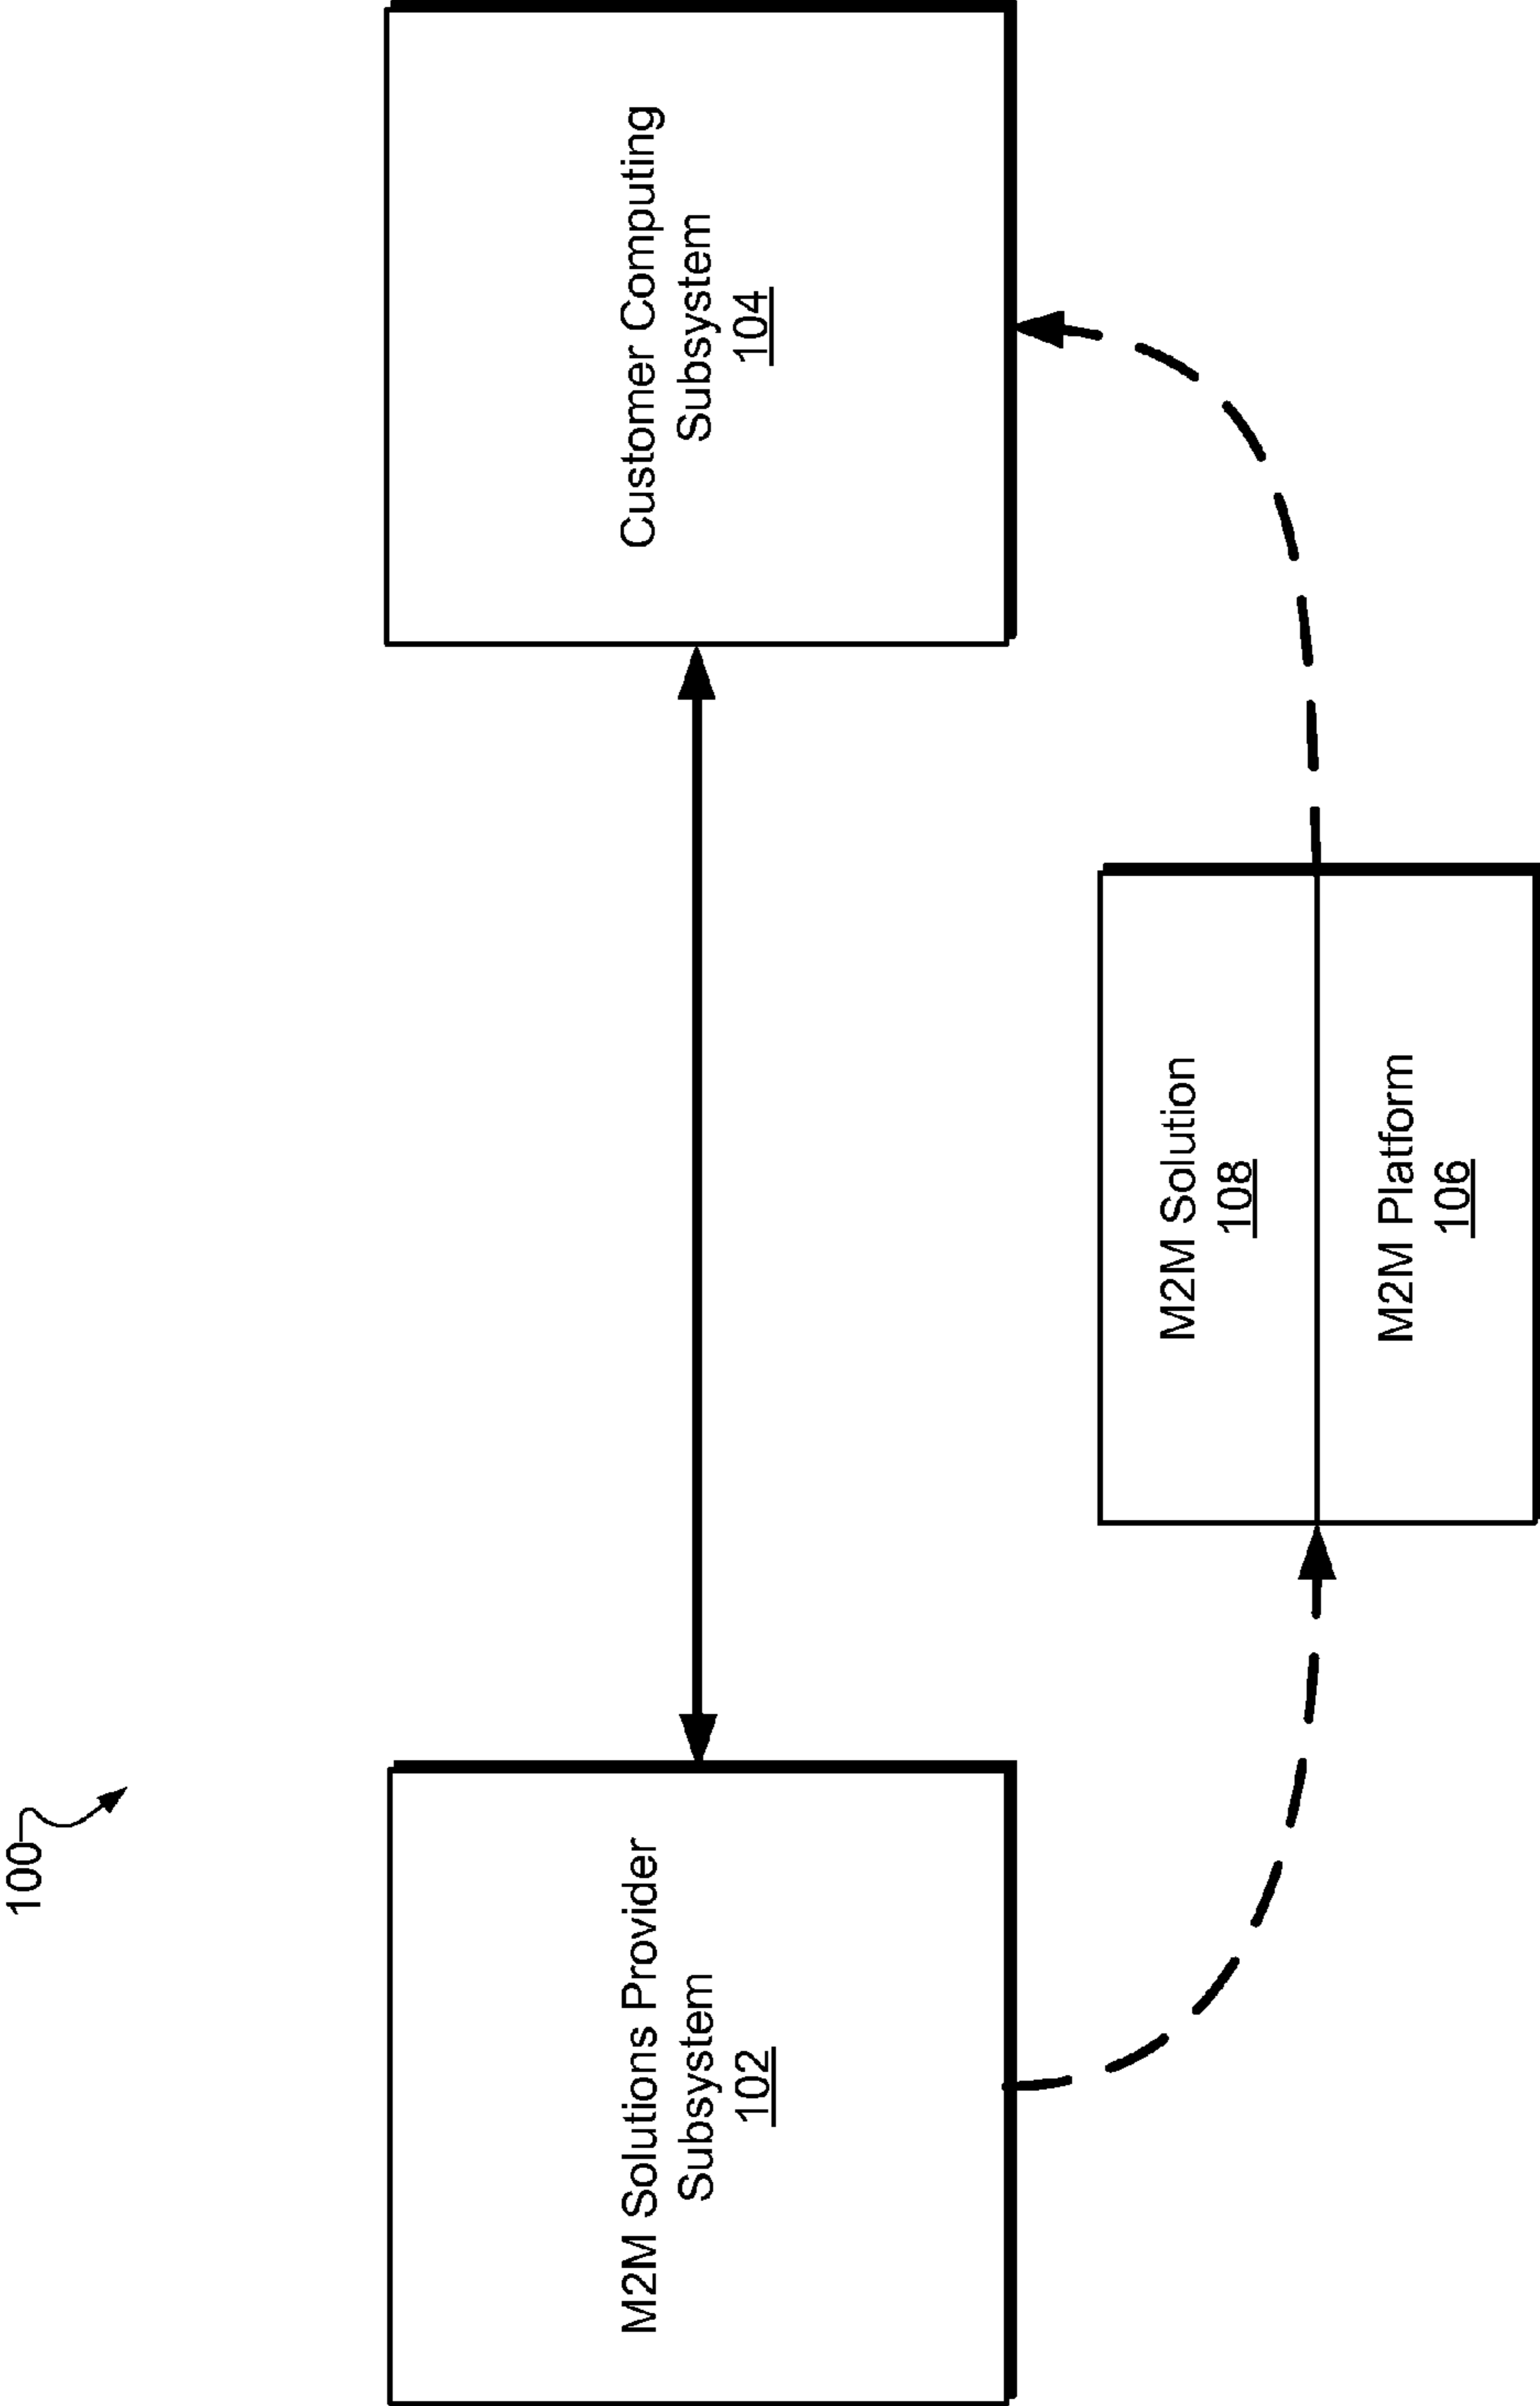 100
M2M Solutions Provider
Subsystem
102
Customer Computing
Subsystem
104
M2M Solution
108
M2M Platform
106